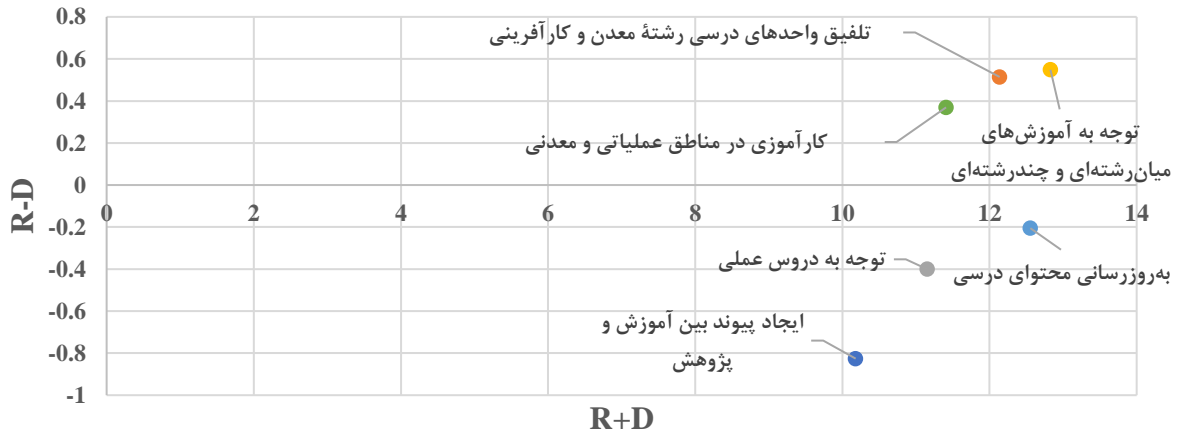 0.8
0.6
0.4
0.2
0
-0.2
-0.4
-0.6
-0.8
-1
R-D
0 2 4 6 8 10 12 14
R+D
تلفیق واحدهای درسی رشتۀ معدن و کارآفرینی
توجه به آموزش‌های
میان‌رشته‌ای و چندرشته‌ای
کارآموزی در مناطق عملیاتی و معدنی
به‌روزرسانی محتوای درسی
توجه به دروس عملی
ایجاد پیوند بین آموزش و
پژوهش